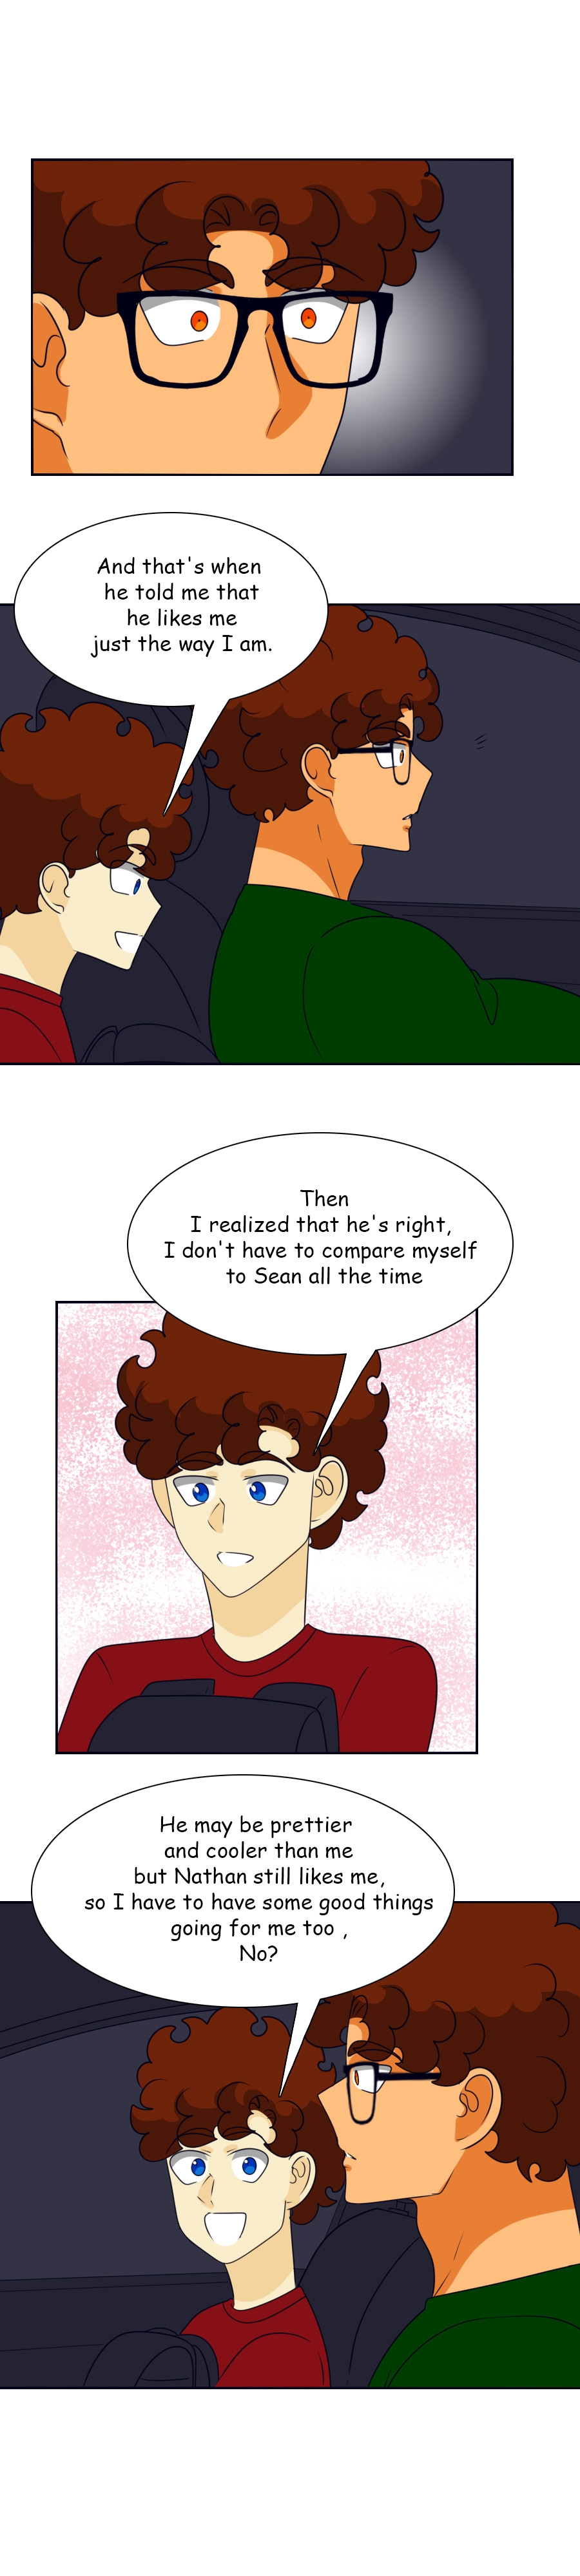 And that's when
he told me that
he likes me
just the way I am.
Then
I realized that he's right,
I don't have to compare myself
to Sean all the time
He may be prettier
and cooler than me
but Nathan still likes me,
so I have to have some good things
going for me too ,
No?